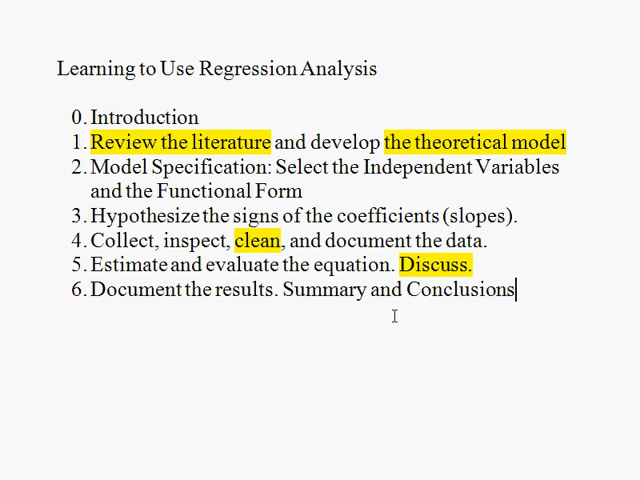 Learning to Use Regression Analysis
0. Introduction
1. Review the literature and develop the theoretical model
2. Model Specification: Select the Independent Variables
and the Functional Form
3. Hypothesize the signs of the coefficients (slopes).
4. Collect, inspect, clean, and document the data.
5. Estimate and evaluate the equation. Discuss.
6. Document the results. Summary and Conclusions